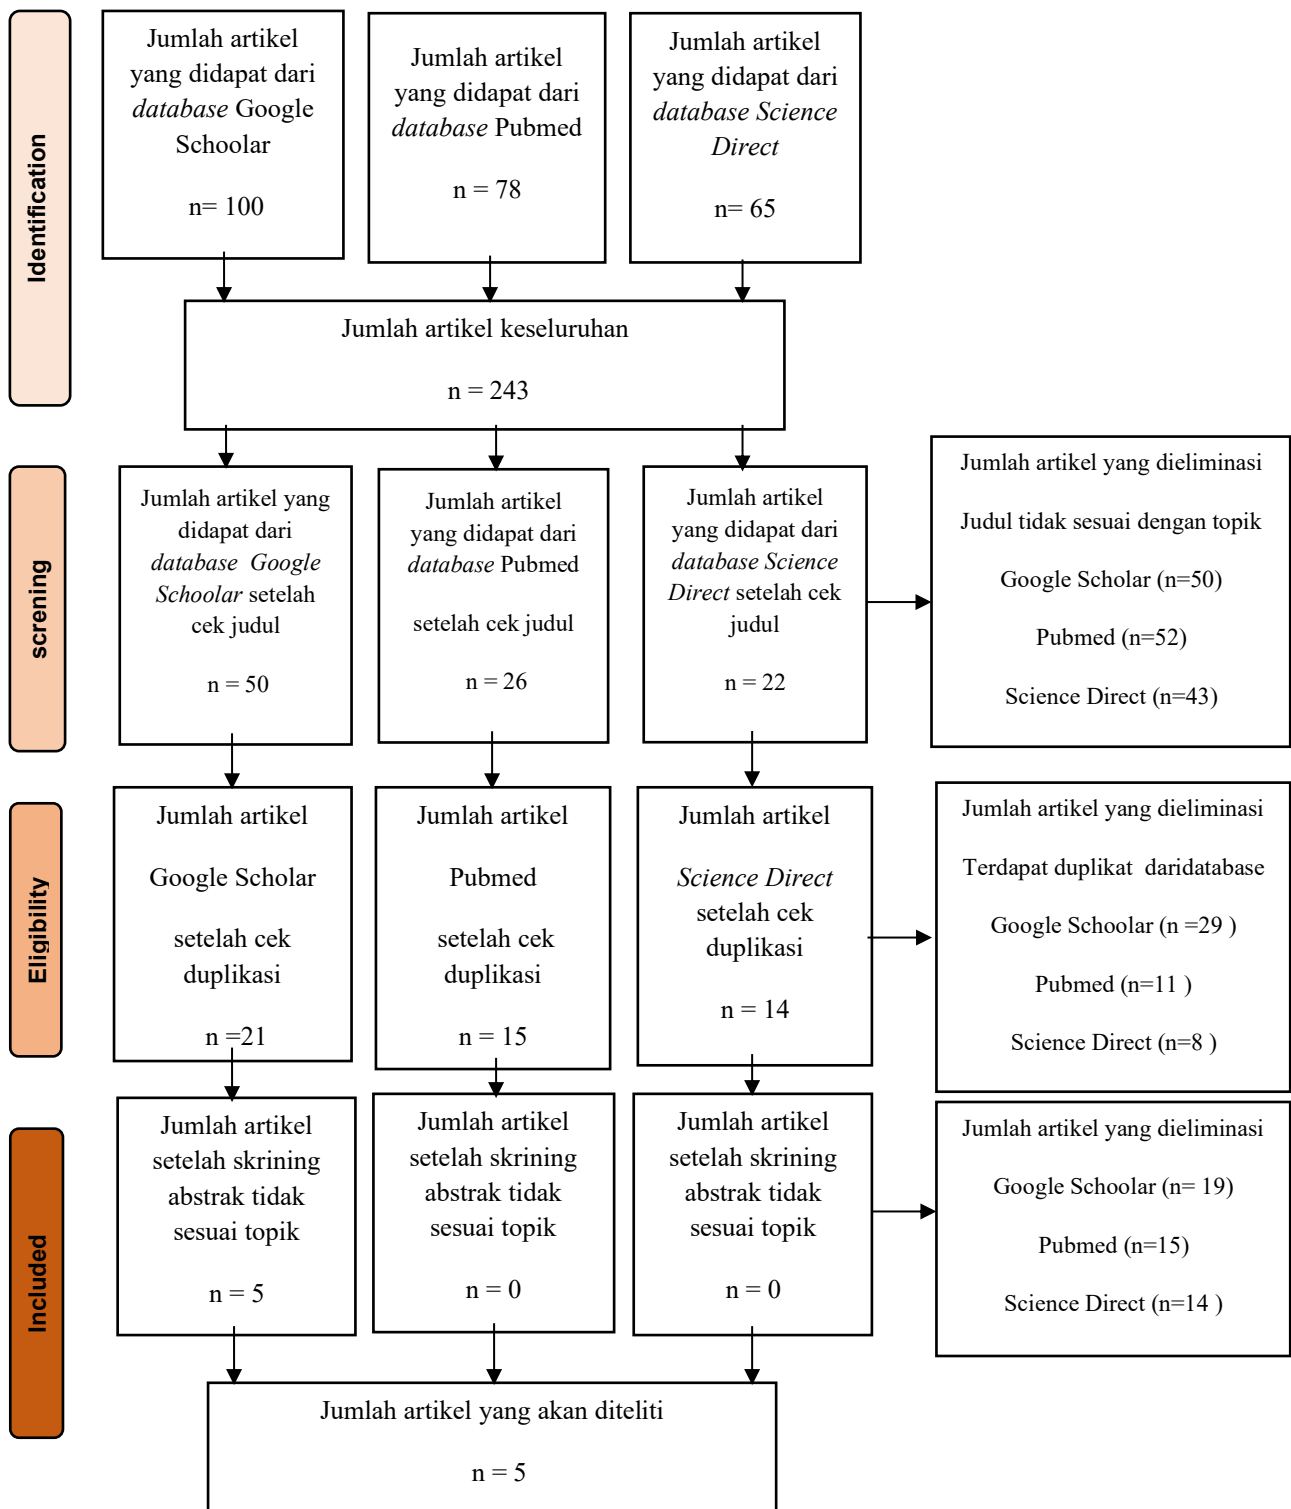 Identification
Jumlah artikel
yang didapat dari
database Google
Schoolar
n= 100
Jumlah artikel
yang didapat dari
database Pubmed
n = 78
Jumlah artikel
yang didapat dari
database Science
Direct
n= 65
Jumlah artikel keseluruhan
n = 243
screning
Jumlah artikel yang
didapat dari
database  Google
Schoolar setelah
cek judul
n = 50
Jumlah artikel
yang didapat dari
database Pubmed
setelah cek judul
n = 26
Jumlah artikel
yang didapat dari
database Science
Direct setelah cek
judul
n = 22
Jumlah artikel yang dieliminasi
Judul tidak sesuai dengan topik
Google Scholar (n=50)
Pubmed (n=52)
Science Direct (n=43)
Eligibility
Jumlah artikel
Google Scholar
setelah cek
duplikasi
n =21
Jumlah artikel
Pubmed
setelah cek
duplikasi
n = 15
Jumlah artikel
Science Direct
setelah cek
duplikasi
n = 14
Jumlah artikel yang dieliminasi
Terdapat duplikat  daridatabase
Google Schoolar (n =29 )
Pubmed (n=11 )
Science Direct (n=8 )
Included
Jumlah artikel
setelah skrining
abstrak tidak
sesuai topik
n = 5
Jumlah artikel
setelah skrining
abstrak tidak
sesuai topik
n = 0
Jumlah artikel
setelah skrining
abstrak tidak
sesuai topik
n = 0
Jumlah artikel yang dieliminasi
Google Schoolar (n= 19)
Pubmed (n=15)
Science Direct (n=14 )
Jumlah artikel yang akan diteliti
n = 5